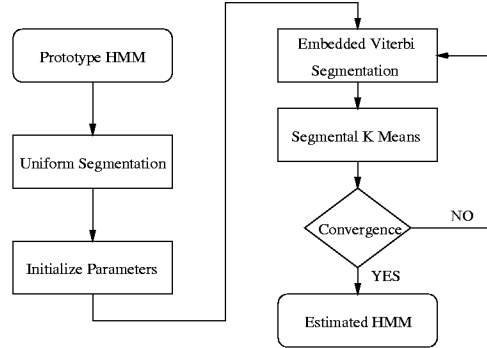 Prototype HMM
Uniform Segmentation
Initialize Parameters
Embedded Viterbi
Segmentation
Segmental K Means
Convergence
NO
YES
Estimated HMM